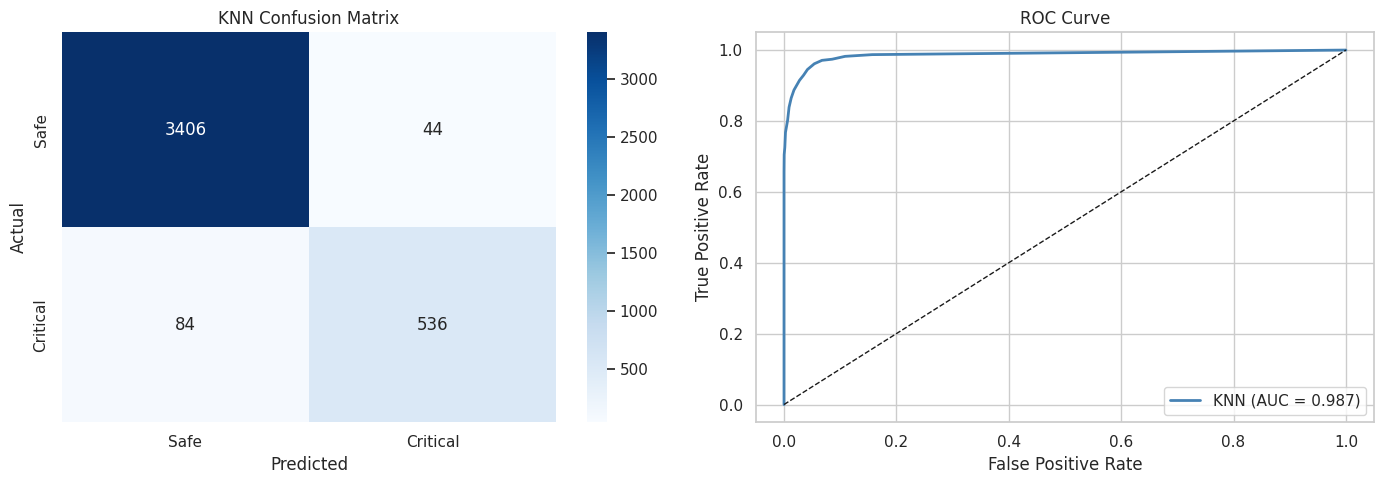 KNN Confusion Matrix
Actual
Safe
Critical
3406
44
84
536
Safe
Critical
Predicted
3000
2500
2000
1500
1000
500
ROC Curve
True Positive Rate
1.0
0.8
0.6
0.4
0.2
0.0
0.0
0.2
0.4
0.6
0.8
1.0
False Positive Rate
KNN (AUC = 0.987)